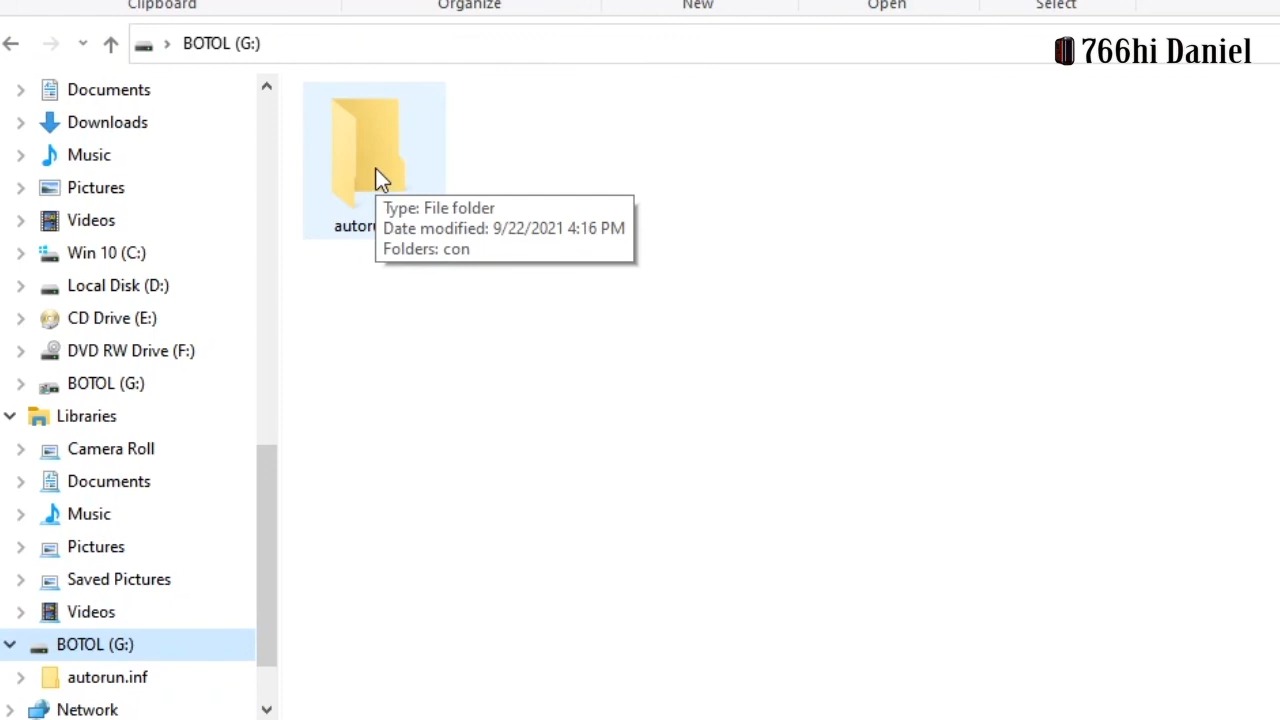 Clipboard
Organize
New
Open
Select
BOTOL (G:)
766hi Daniel
Documents
Downloads
Music
Pictures
Videos
Win 10 (C:)
Local Disk (D:)
CD Drive (E:)
DVD RW Drive (F:)
BOTOL (G:)
Libraries
Camera Roll
Documents
Music
Pictures
Saved Pictures
Videos
BOTOL (G:)
autorun.inf
Network
Type: File folder
Date modified: 9/22/2021 4:16 PM
Folders: con